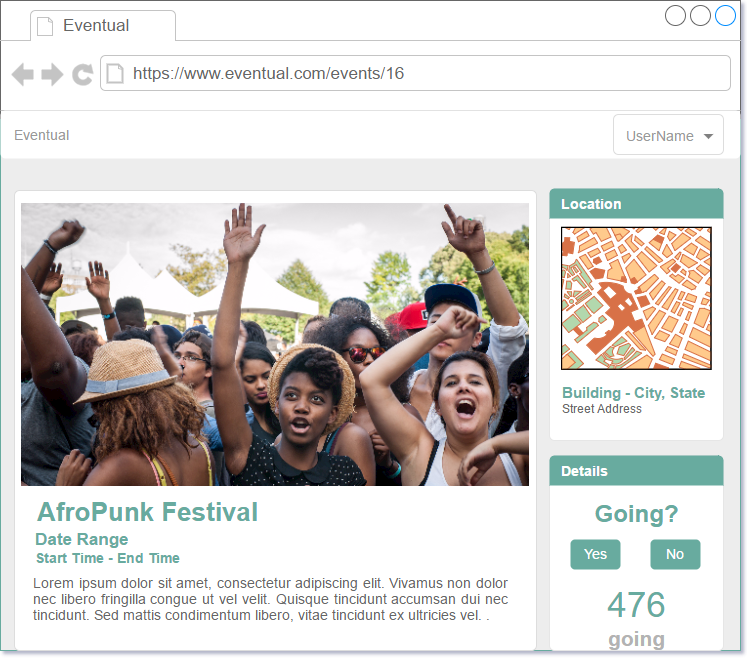 Eventual
https://www.eventual.com/events/16
Eventual
UserName
AfroPunk Festival
Date Range
Start Time - End Time
Lorem ipsum dolor sit amet, consectetur adipiscing elit. Vivamus non dolor
nec libero fringilla congue ut vel velit. Quisque tincidunt accumsan dui nec
tincidunt. Sed mattis condimentum libero, vitae tincidunt ex ultricies vel. .
Location
Building - City, State
Street Address
Details
Going?
Yes
No
476
going